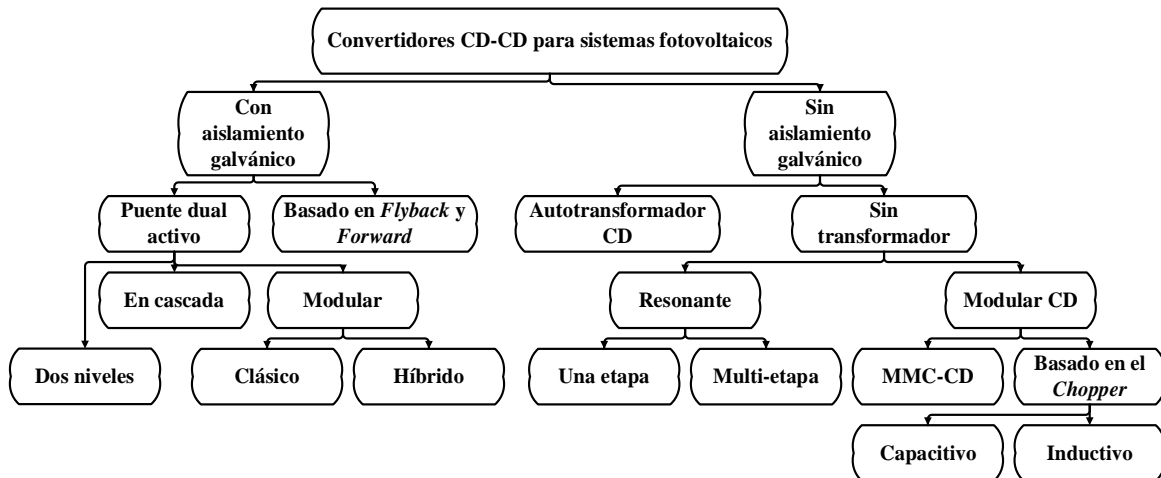 Convertidores CD-CD para sistemas fotovoltaicos
Con
aislamiento
galvánico
Sin
aislamiento
galvánico
Puente dual
activo
Basado en Flyback y
Forward
Autotransformador
CD
Sin
transformador
En cascada
Modular
Resonante
Modular CD
Dos niveles
Clásico
Híbrido
Una etapa
Multi-etapa
MMC-CD
Basado en el
Chopper
Capacitivo
Inductivo